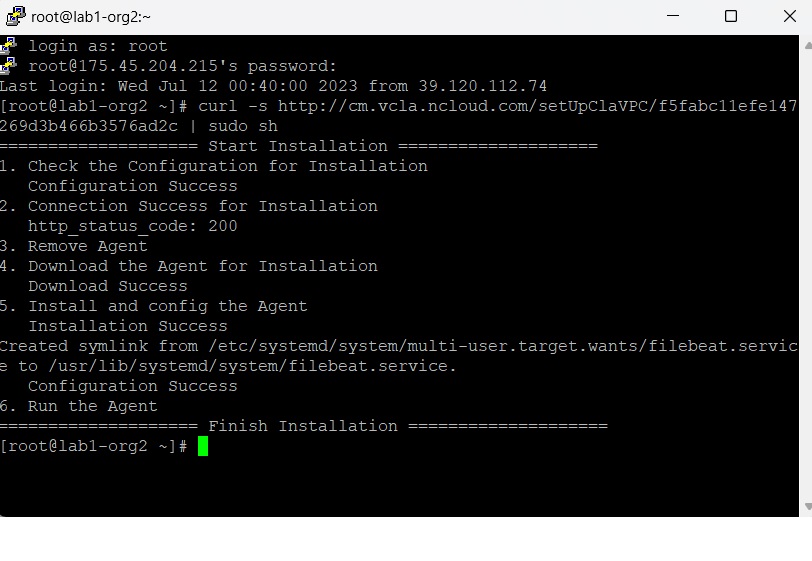 root@lab1-org2:~
login as: root
root@175.45.204.215's password:
Last login: Wed Jul 12 00:40:00 2023 from 39.120.112.74
[root@lab1-org2 ~]# curl -s http://cm.vcla.ncloud.com/setUpClaVPC/f5fabc11efe147
269d3b466b3576ad2c | sudo sh
==================== Start Installation ====================
1. Check the Configuration for Installation
   Configuration Success
2. Connection Success for Installation
   http_status_code: 200
3. Remove Agent
4. Download the Agent for Installation
   Download Success
5. Install and config the Agent
   Installation Success
Created symlink from /etc/systemd/system/multi-user.target.wants/filebeat.servic
e to /usr/lib/systemd/system/filebeat.service.
   Configuration Success
6. Run the Agent
==================== Finish Installation ====================
[root@lab1-org2 ~]#